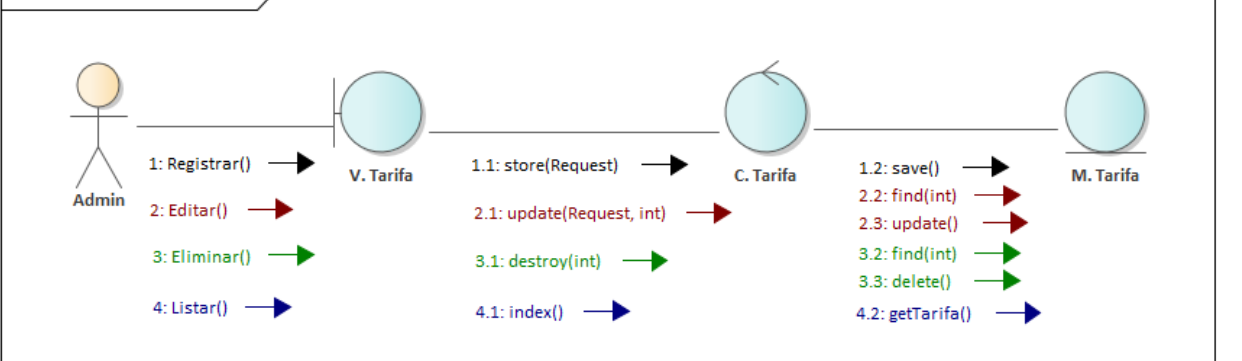 Admin
V. Tarifa
C. Tarifa
M. Tarifa
1: Registrar()
2: Editar()
3: Eliminar()
4: Listar()
1.1: store(Request)
2.1: update(Request, int)
3.1: destroy(int)
4.1: index()
1.2: save()
2.2: find(int)
2.3: update()
3.2: find(int)
3.3: delete()
4.2: getTarifa()